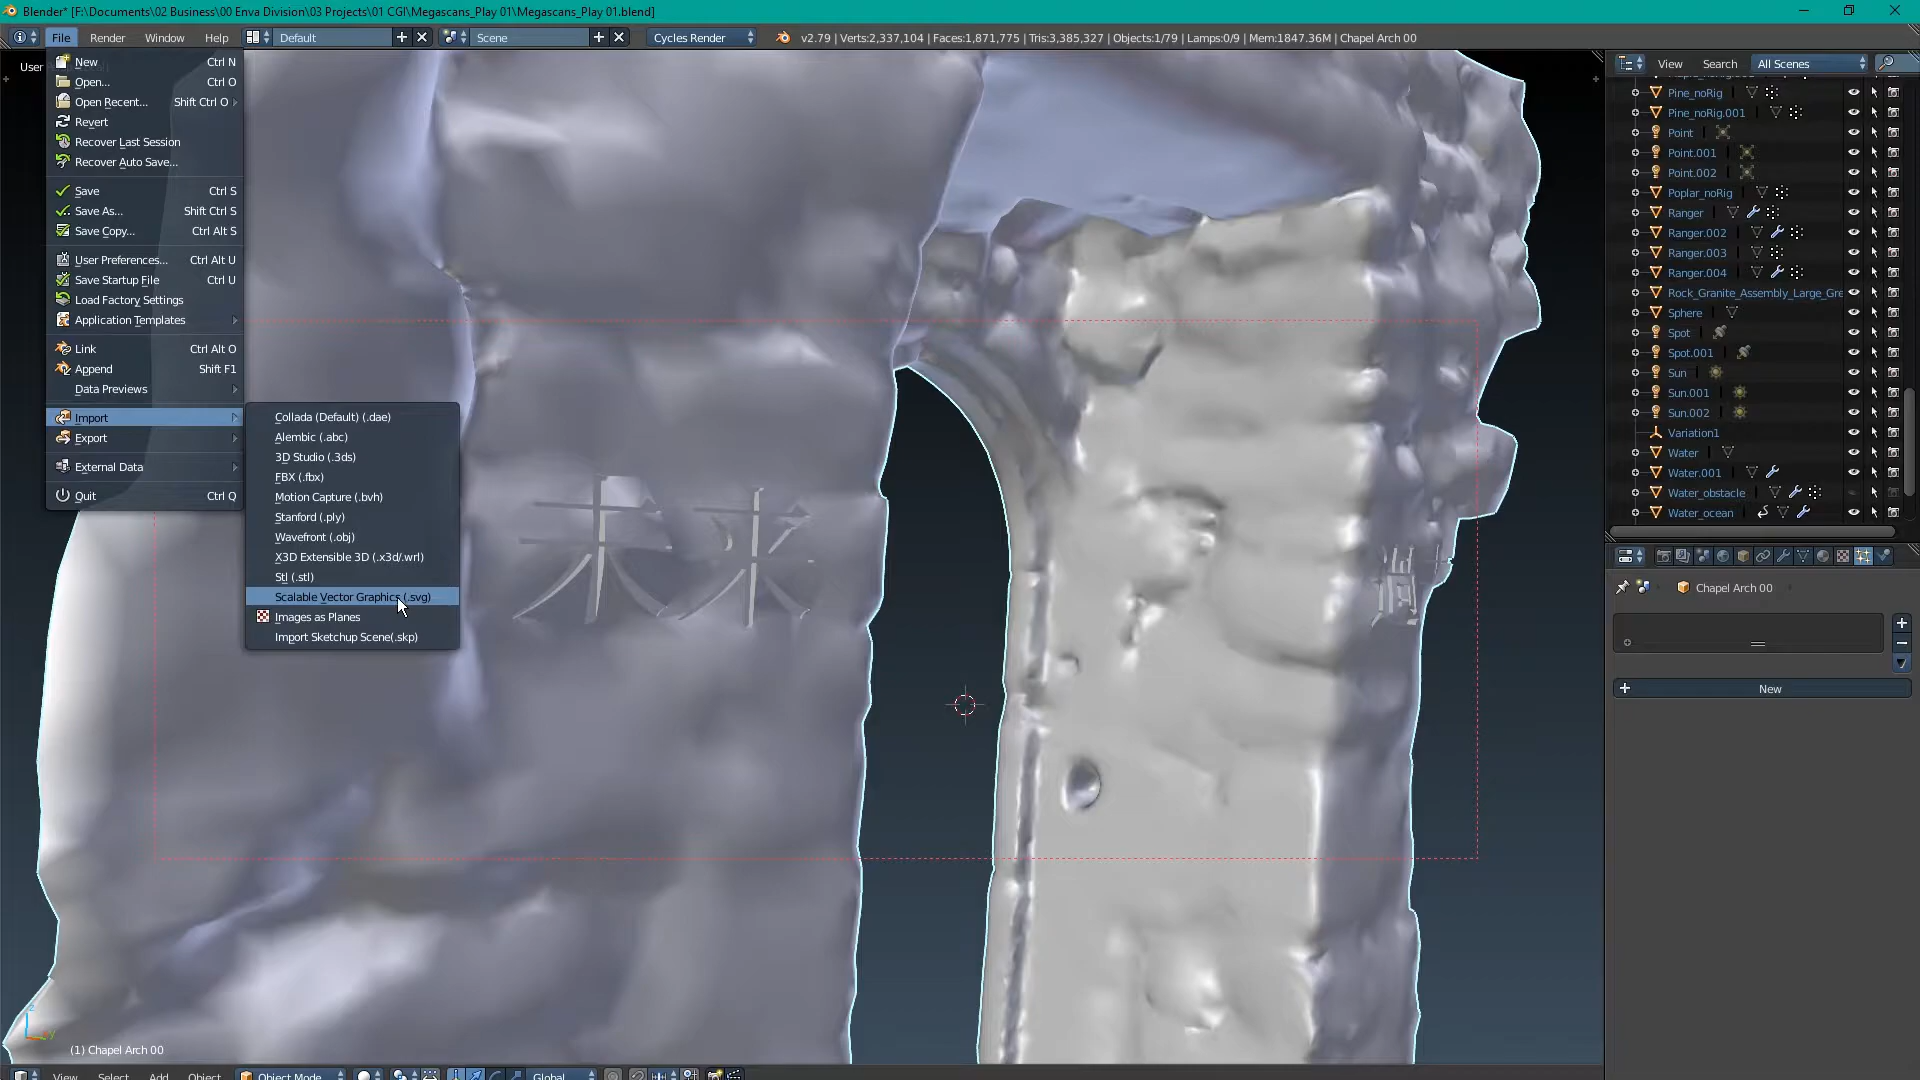 Blender* [F:\Documents\02 Business\00 Enva Division\03 Projects\01 CGI\Megascans_Play 01\Megascans_Play 01.blend]
File Render Window Help Default Scene Cycles Render v2.79 | Verts:2,337,104 | Faces:1,871,775 | Tris:3,385,327 | Objects:1/79 | Lamps:0/9 | Mem:1847.36M | Chapel Arch 00
User
New Ctrl N
Open... Ctrl O
Open Recent... Shift Ctrl O
Revert
Recover Last Session
Recover Auto Save...
Save Ctrl S
Save As... Shift Ctrl S
Save Copy... Ctrl Alt S
User Preferences... Ctrl Alt U
Save Startup File Ctrl U
Load Factory Settings
Application Templates
Link Ctrl Alt O
Append Shift F1
Data Previews
Import
Export
External Data
Quit Ctrl Q
Collada (Default) (.dae)
Alembic (.abc)
3D Studio (.3ds)
FBX (.fbx)
Motion Capture (.bvh)
Stanford (.ply)
Wavefront (.obj)
X3D Extensible 3D (.x3d/.wrl)
Stl (.stl)
Scalable Vector Graphics (.svg)
Images as Planes
Import Sketchup Scene(.skp)
未来
View Search All Scenes
Pine_noRig
Pine_noRig.001
Point
Point.001
Point.002
Poplar_noRig
Ranger
Ranger.002
Ranger.003
Ranger.004
Rock_Granite_Assembly_Large_Gre
Sphere
Spot
Spot.001
Sun
Sun.001
Sun.002
Variation1
Water
Water.001
Water_obstacle
Water_ocean
Chapel Arch 00
New
(1) Chapel Arch 00
View Select Add Object Object Mode Global